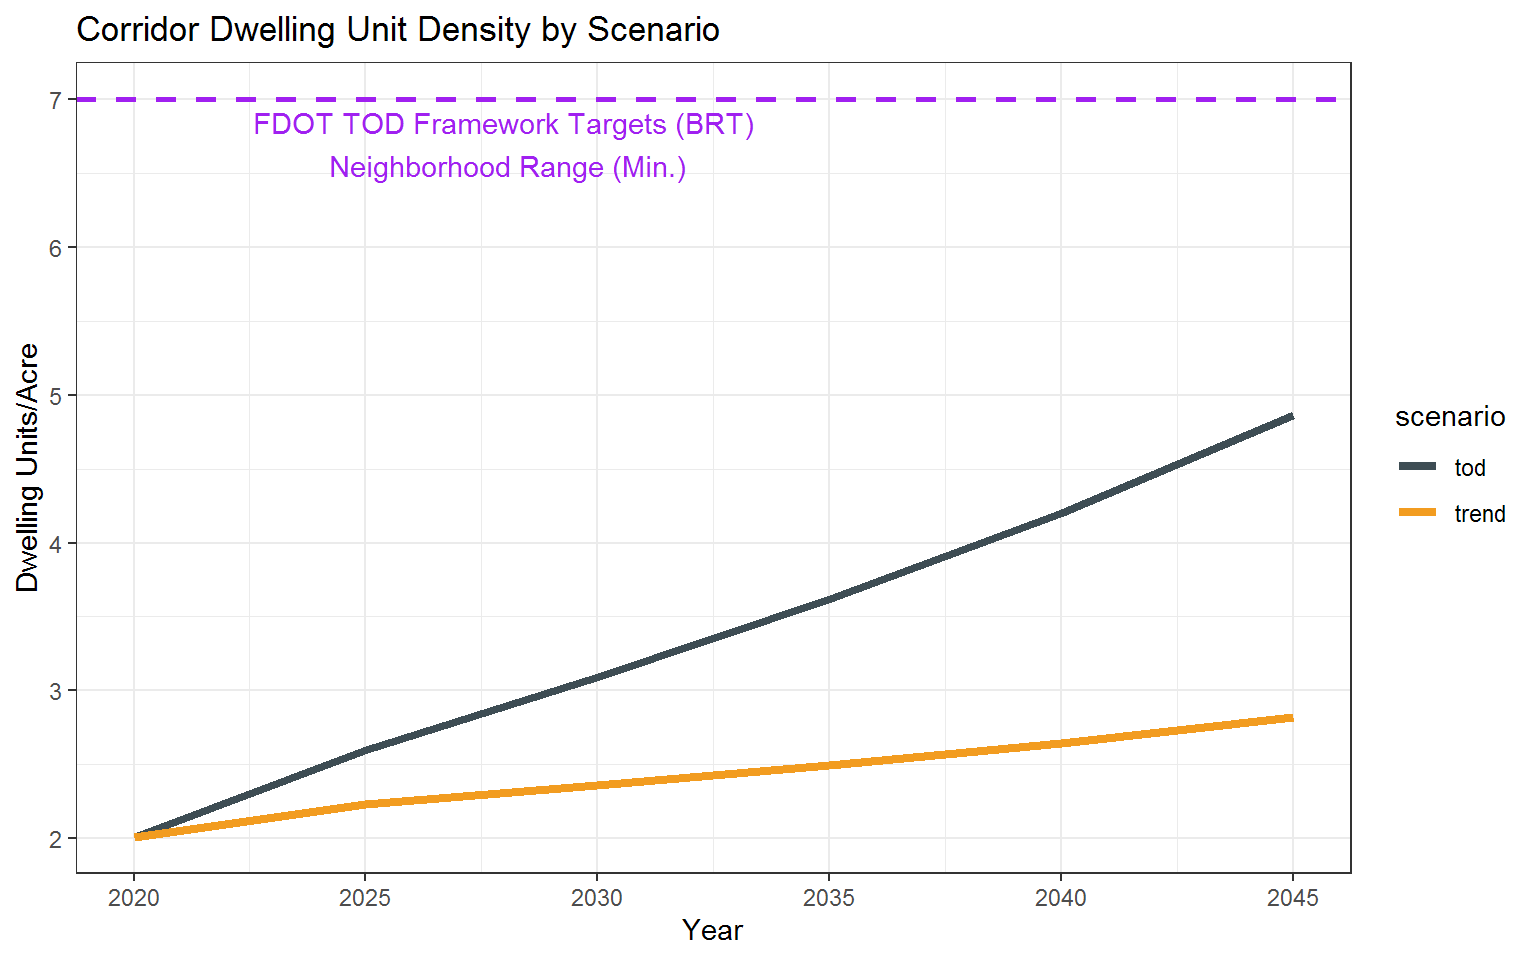 Corridor Dwelling Unit Density by Scenario
7
FDOT TOD Framework Targets (BRT)
Neighborhood Range (Min.)
6
5
4
3
2
Dwelling Units/Acre
2020 2025 2030 2035 2040 2045
Year
scenario
tod
trend